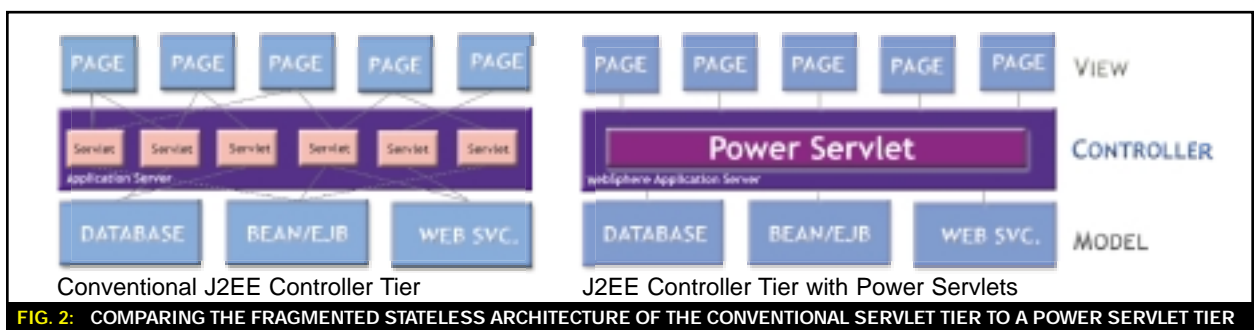 PAGE PAGE PAGE PAGE PAGE
Servlet Servlet Servlet Servlet Servlet Servlet
Application Server
DATABASE BEAN/EJB WEB SVC.
Conventional J2EE Controller Tier
PAGE PAGE PAGE PAGE PAGE VIEW
Power Servlet CONTROLLER
WebSphere Application Server
DATABASE BEAN/EJB WEB SVC. MODEL
J2EE Controller Tier with Power Servlets
FIG. 2: COMPARING THE FRAGMENTED STATELESS ARCHITECTURE OF THE CONVENTIONAL SERVLET TIER TO A POWER SERVLET TIER